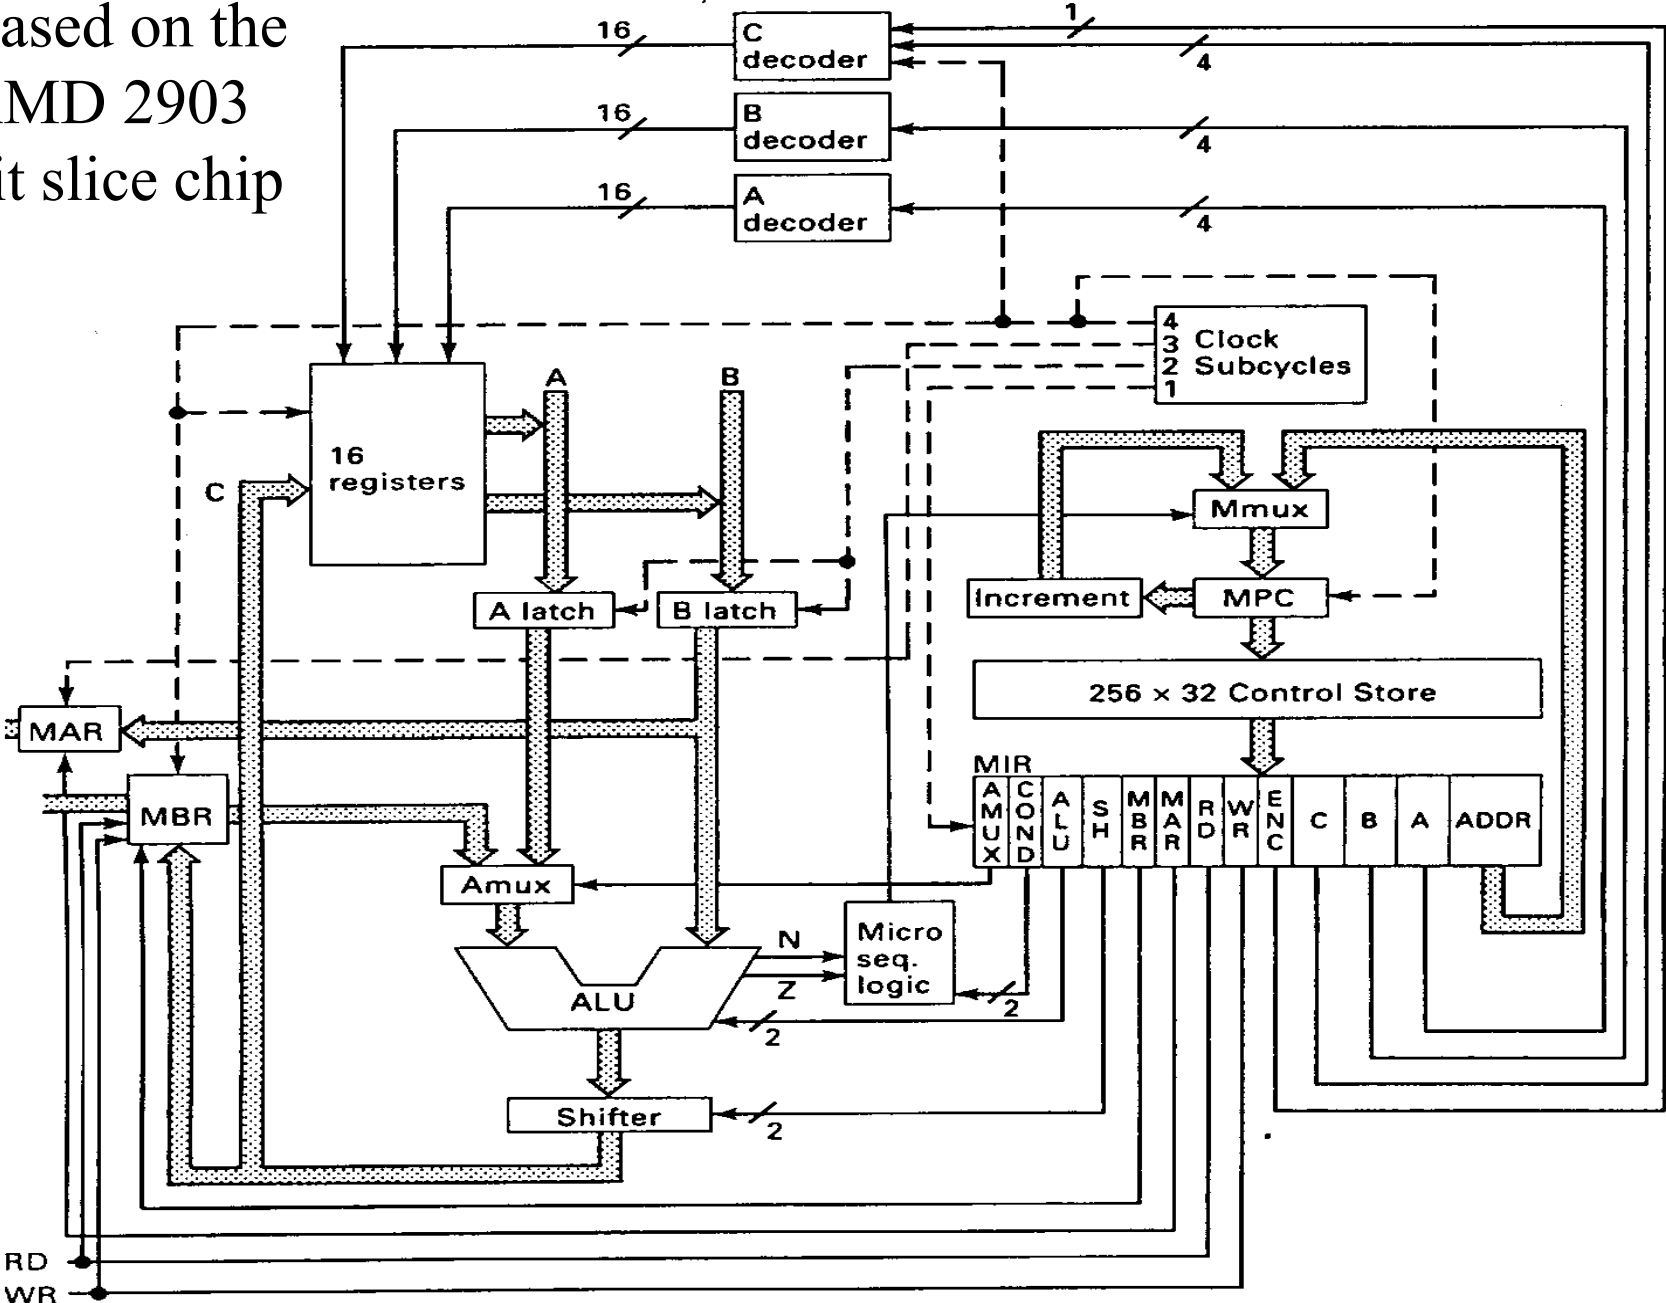 ased on the
MD 2903
it slice chip
C
decoder
16
1
4
B
decoder
16
4
A
decoder
16
4
4
3
2
1
Clock
Subcycles
16
registers
A
B
C
A latch
B latch
Mmux
Increment
MPC
256 × 32 Control Store
MAR
MBR
MIR
AMUX
COND
ALU
SH
MBR
MAR
RD
WR
ENC
C
B
A
ADDR
Amux
N
Z
Micro
seq.
logic
2
ALU
2
Shifter
2
RD
WR